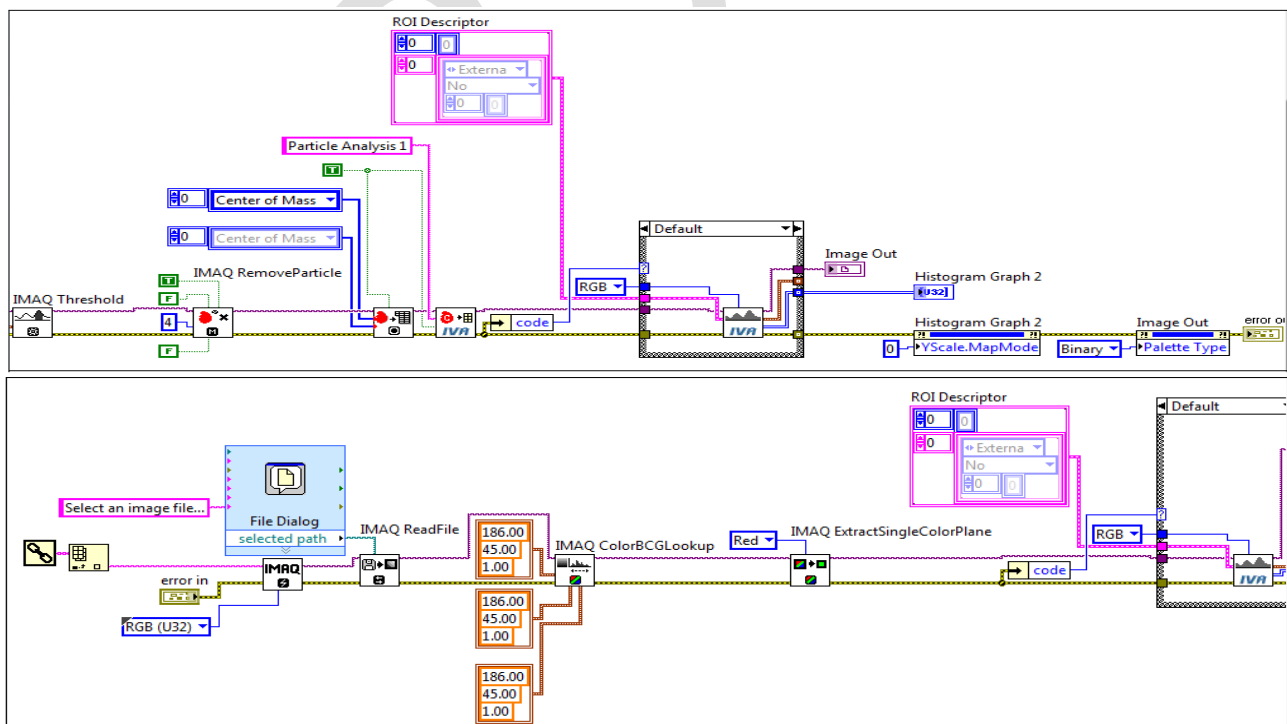 ROI Descriptor
0
0
0
Externa
No
0
0
Particle Analysis 1
T
0
Center of Mass
Default
0
Center of Mass
Image Out
IMAQ RemoveParticle
T
RGB
Histogram Graph 2
U32]
IMAQ Threshold
F
4
M
IVA
code
IVA
Histogram Graph 2
Image Out
error ou
F
0
YScale.MapMode
Binary
Palette Type
ROI Descriptor
0
0
0
Default
Externa
No
0
0
Select an image file...
File Dialog
selected path
IMAQ ReadFile
186.00
45.00
1.00
IMAQ ColorBCGLookup
Red
IMAQ ExtractSingleColorPlane
RGB
IMAQ
code
IVA
error in
RGB (U32)
186.00
45.00
1.00
186.00
45.00
1.00